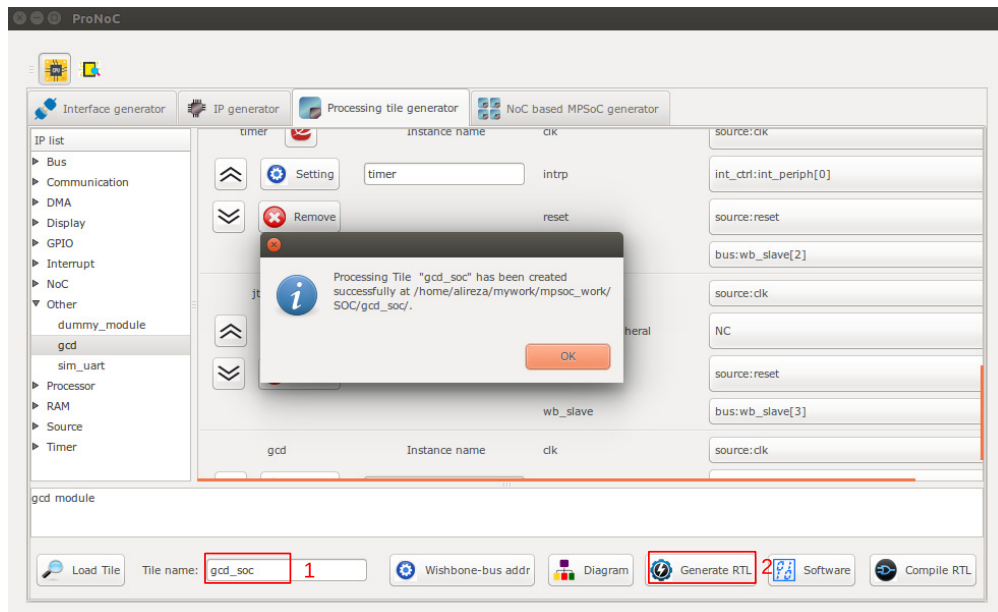 ProNoC
Interface generator
IP generator
Processing tile generator
NoC based MPSoC generator
IP list
Bus
Communication
DMA
Display
GPIO
Interrupt
NoC
Other
dummy_module
gcd
sim_uart
Processor
RAM
Source
Timer
timer Instance name clk source:clk
Setting timer intrp int_ctrl:int_periph[0]
Remove reset source:reset
bus:wb_slave[2]
Processing Tile "gcd_soc" has been created
successfully at /home/alireza/mywork/mpsoc_work/
SOC/gcd_soc/.
OK
source:clk
NC
source:reset
wb_slave bus:wb_slave[3]
gcd Instance name clk source:clk
gcd module
Load Tile Tile name: gcd_soc 1 Wishbone-bus addr Diagram Generate RTL 2 Software Compile RTL